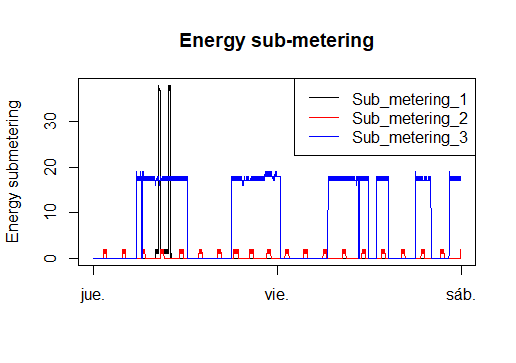 Energy sub-metering
Sub_metering_1
Sub_metering_2
Sub_metering_3
Energy submetering
30
20
10
0
jue.
vie.
sáb.